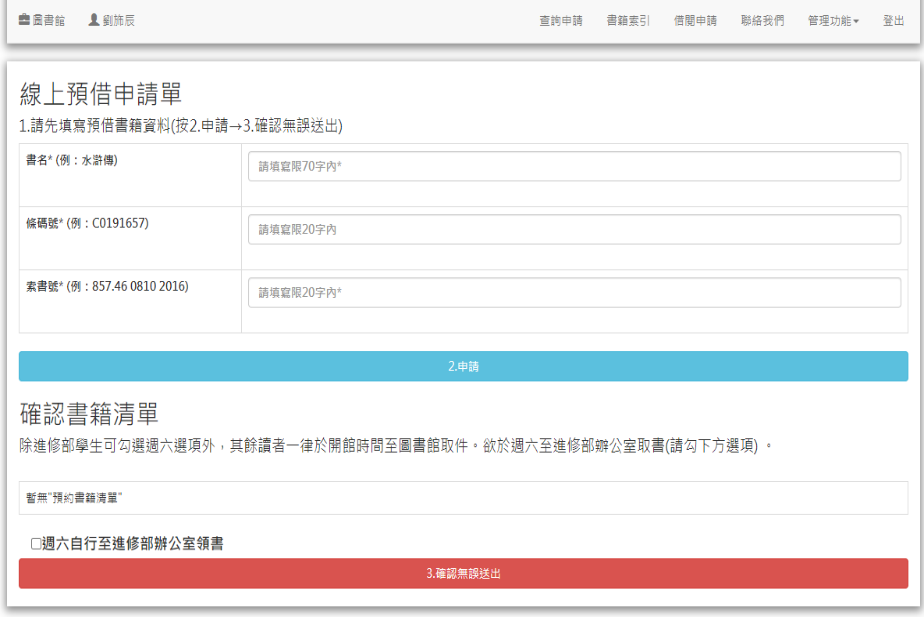 圖書館 劉箷辰 查詢申請 書籍索引 借閱申請 聯絡我們 管理功能 登出
線上預借申請單
1.請先填寫預借書籍資料(按2.申請→3.確認無誤送出)
書名* (例：水滸傳) 請填寫限70字內*
條碼號* (例：C0191657) 請填寫限20字內
索書號* (例：857.46 0810 2016) 請填寫限20字內*
2.申請
確認書籍清單
除進修部學生可勾選週六選項外，其餘讀者一律於開館時間至圖書館取件。欲於週六至進修部辦公室取書(請勾下方選項) 。
暫無"預約書籍清單"
週六自行至進修部辦公室領書
3.確認無誤送出